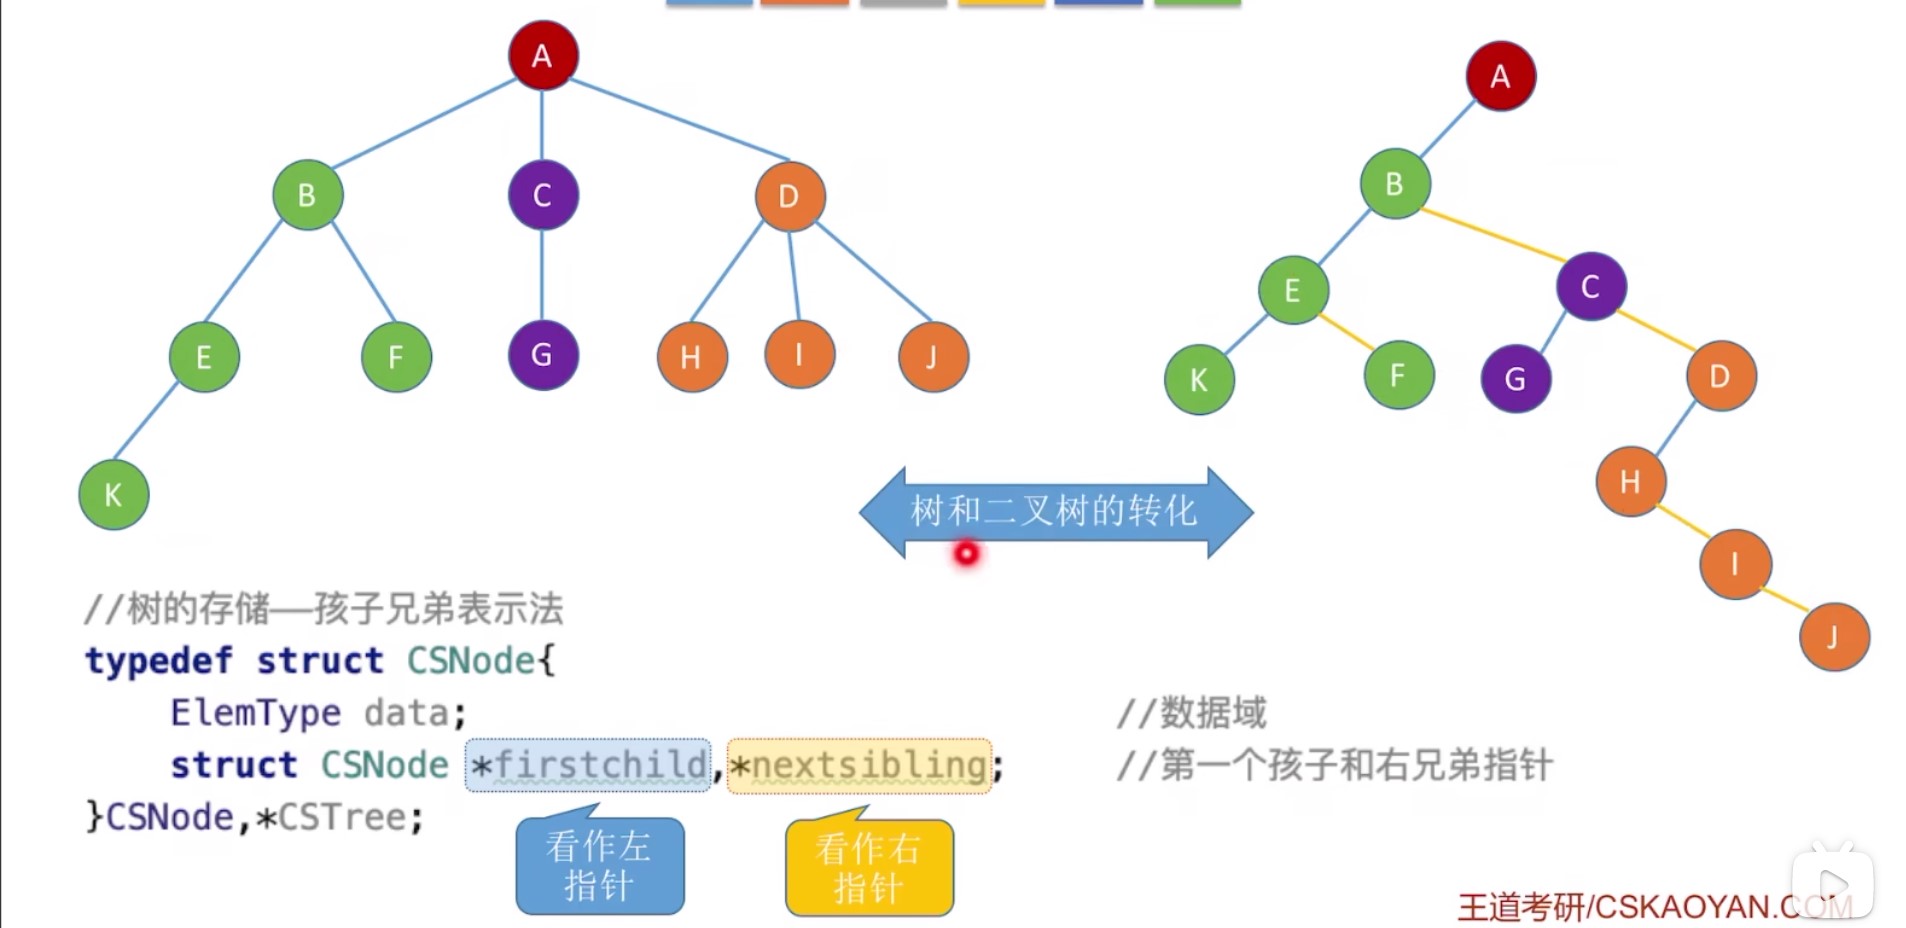 A
A
B
C
D
B
E
C
E
F
G
H
I
J
K
F
G
D
K
H
树和二叉树的转化
I
J
//树的存储——孩子兄弟表示法
typedef struct CSNode{
ElemType data; //数据域
struct CSNode *firstchild,*nextsibling; //第一个孩子和右兄弟指针
}CSNode,*CSTree;
看作左
指针
看作右
指针
王道考研/CSKAOYAN.COM